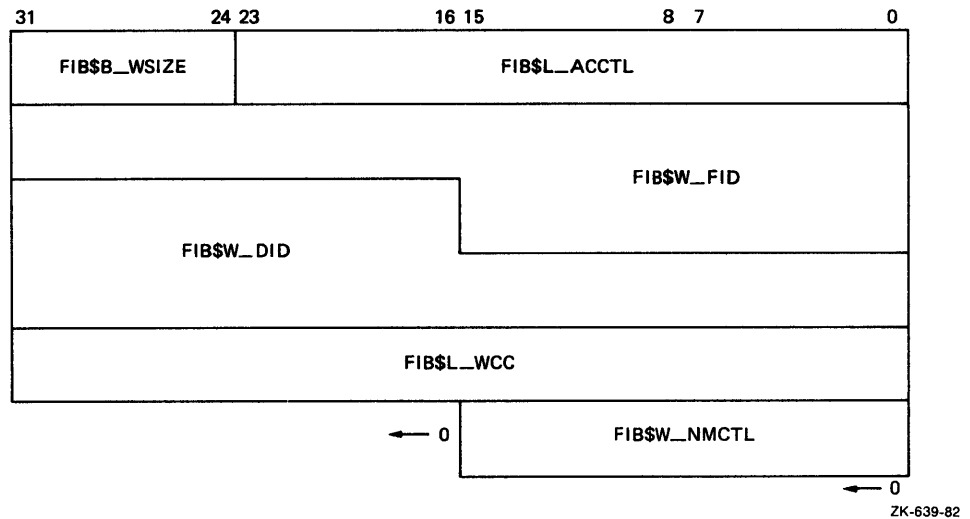 31 24 23 16 15 8 7 0
FIB$B_WSIZE FIB$L_ACCTL
FIB$W_FID
FIB$W_DID
FIB$L_WCC
0 FIB$W_NMCTL
0
ZK-639-82